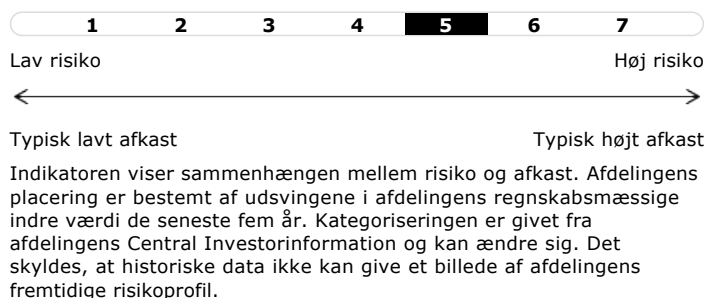 1 2 3 4 5 6 7
Lav risiko Høj risiko
Typisk lavt afkast Typisk højt afkast
Indikatoren viser sammenhængen mellem risiko og afkast. Afdelingens
placering er bestemt af udsvingene i afdelingens regnskabsmæssige
indre værdi de seneste fem år. Kategoriseringen er givet fra
afdelingens Central Investorinformation og kan ændre sig. Det
skyldes, at historiske data ikke kan give et billede af afdelingens
fremtidige risikoprofil.